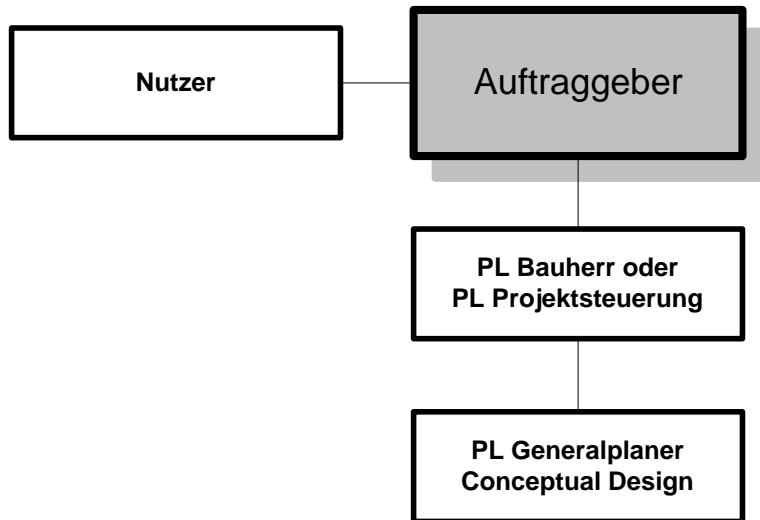 Nutzer
Auftraggeber
PL Bauherr oder
PL Projektsteuerung
PL Generalplaner
Conceptual Design